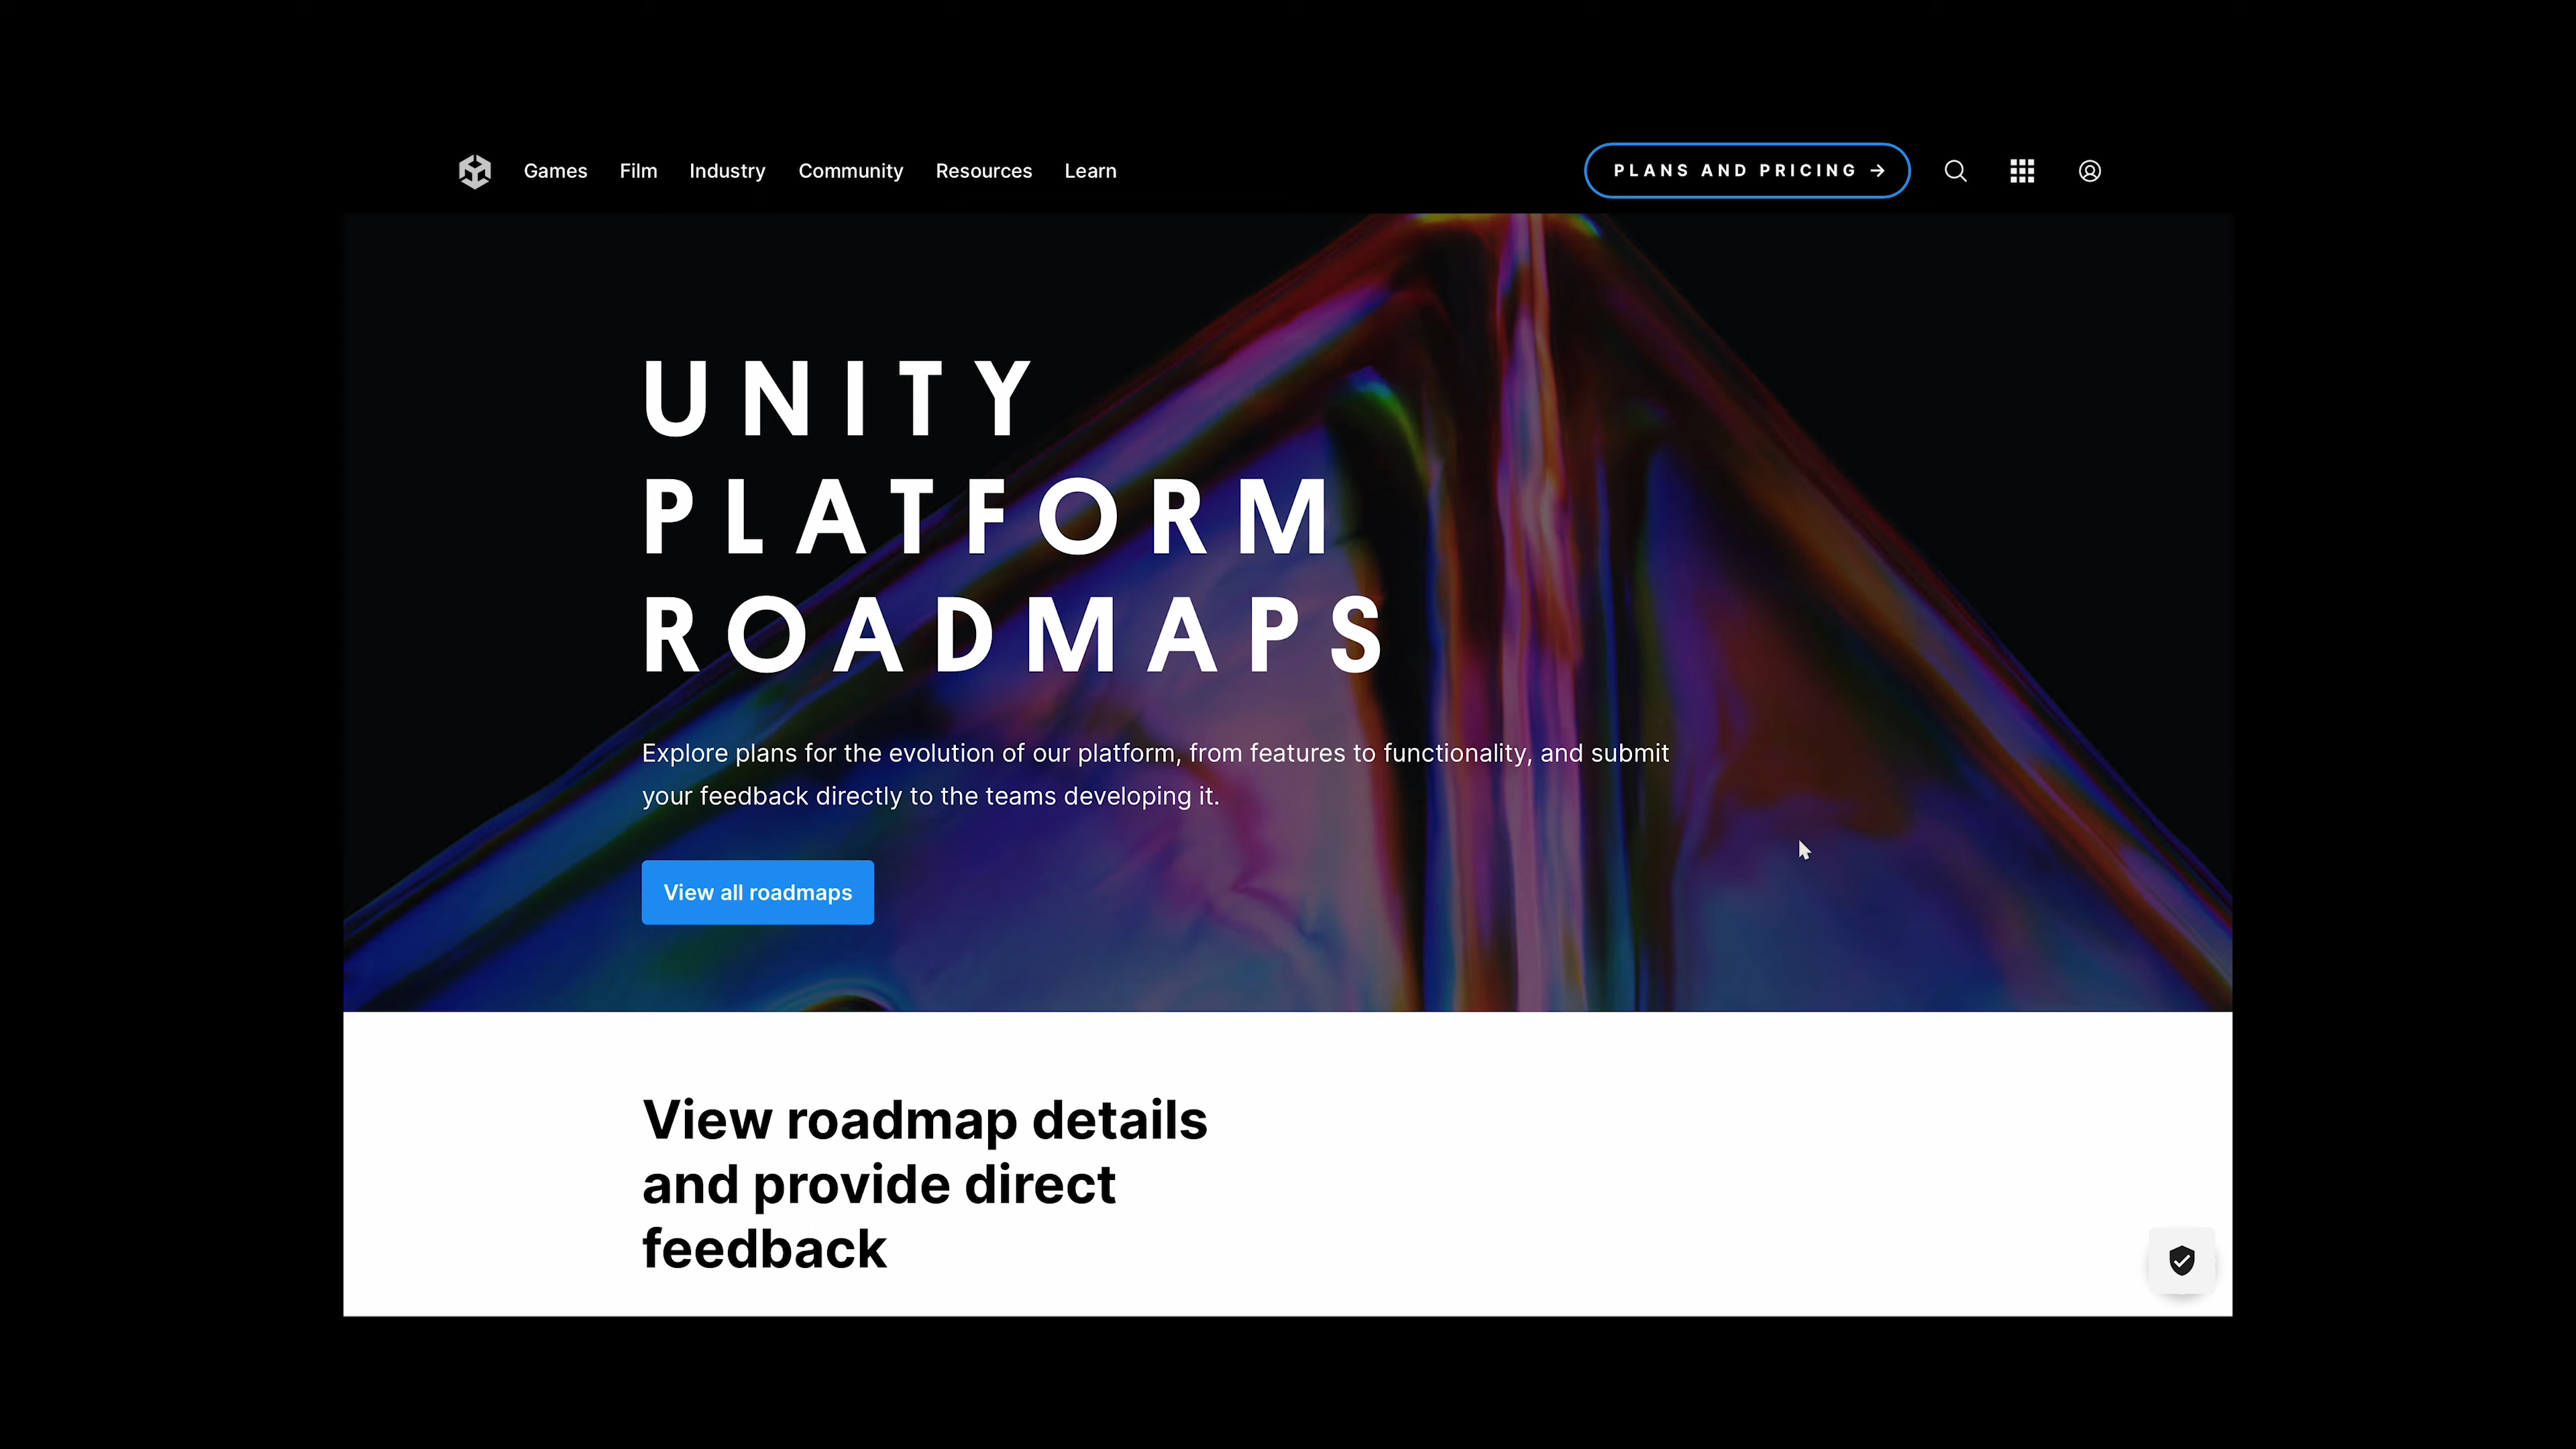 Games Film Industry Community Resources Learn PLANS AND PRICING →
UNITY
PLATFORM
ROADMAPS
Explore plans for the evolution of our platform, from features to functionality, and submit
your feedback directly to the teams developing it.
View all roadmaps
View roadmap details
and provide direct
feedback